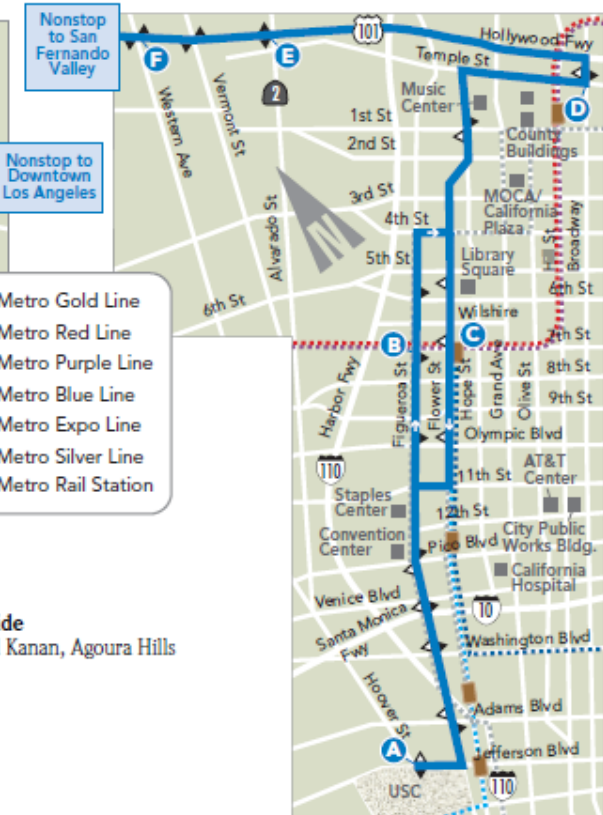 Nonstop
to San
Fernando
Valley
Nonstop to
Downtown
Los Angeles
F
E
101
Hollywood Fwy
Temple St
D
Western Ave
Vermont St
2
Alvarado St
Music
Center
1st St
2nd St
County
Buildings
3rd St
MOCA/
California
Plaza
4th St
5th St
Library
Square
Hill St
Broadway
6th St
6th St
Wilshire
B
C
7th St
8th St
9th St
Harbor Fwy
Figueroa St
Flower St
Hope St
Grand Ave
Olive St
Olympic Blvd
110
11th St
AT&T
Center
Staples
Center
12th St
City Public
Works Bldg.
Convention
Center
Pico Blvd
California
Hospital
Venice Blvd
10
Santa Monica
Fwy
Washington Blvd
Hoover St
Adams Blvd
A
Jefferson Blvd
USC
110
N
Metro Gold Line
Metro Red Line
Metro Purple Line
Metro Blue Line
Metro Expo Line
Metro Silver Line
Metro Rail Station
de
Kanan, Agoura Hills